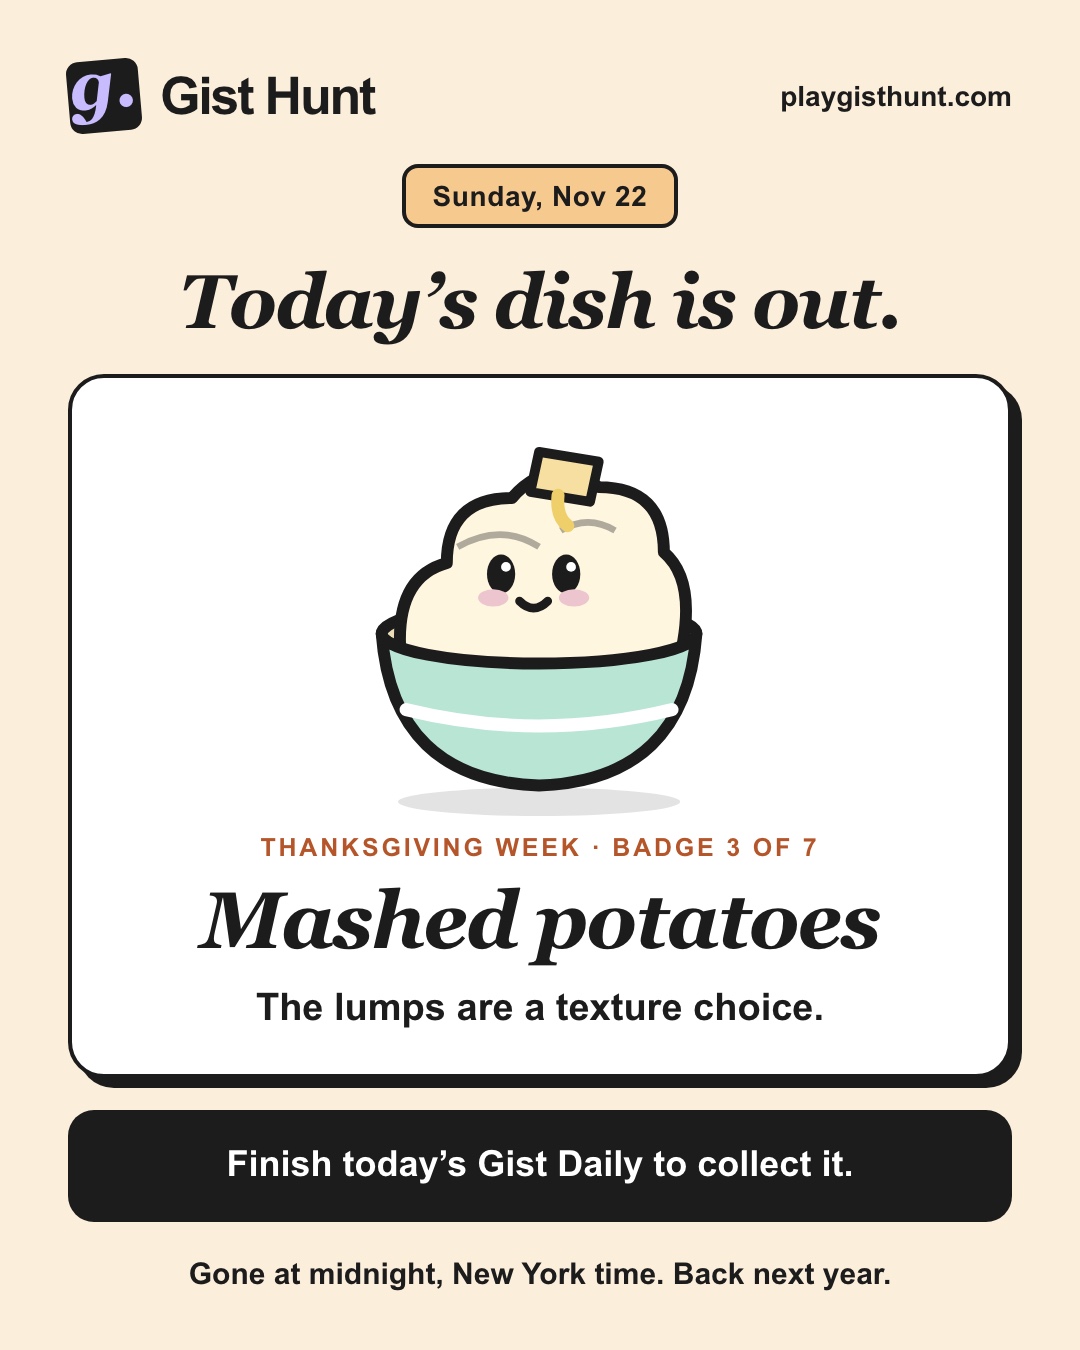 g.
Gist Hunt
playgisthunt.com
Sunday, Nov 22
Today’s dish is out.
THANKSGIVING WEEK · BADGE 3 OF 7
Mashed potatoes
The lumps are a texture choice.
Finish today’s Gist Daily to collect it.
Gone at midnight, New York time. Back next year.